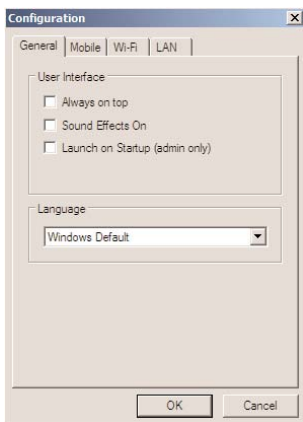 Configuration
General Mobile Wi-Fi LAN
User Interface
Always on top
Sound Effects On
Launch on Startup (admin only)
Language
Windows Default
OK Cancel